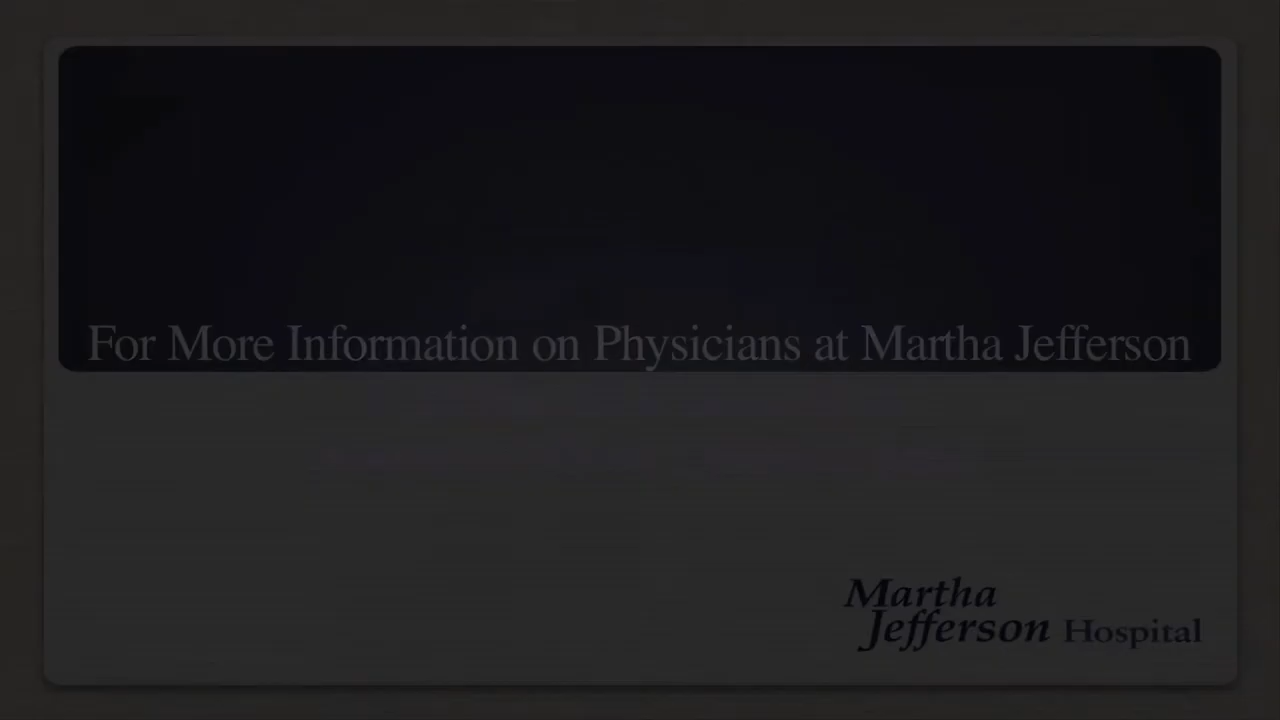 For More Information on Physicians at Martha Jefferson
Martha
Jefferson Hospital